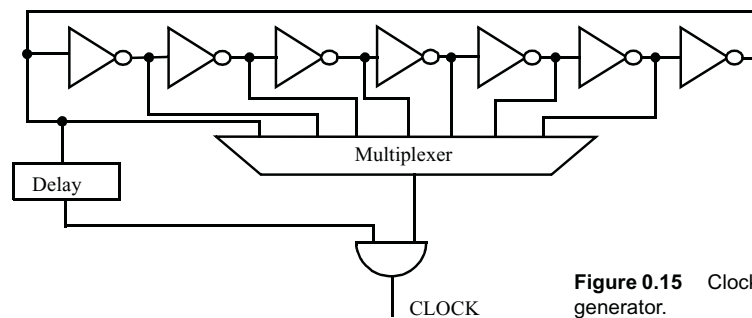 Multiplexer
Delay
CLOCK
Figure 0.15 Clock
generator.